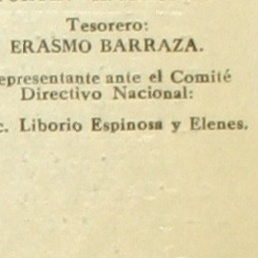 Tesorero:
ERASMO BARRAZA.
epresentante ante el Comité
Directivo Nacional:
c. Liborio Espinosa y Elenes.